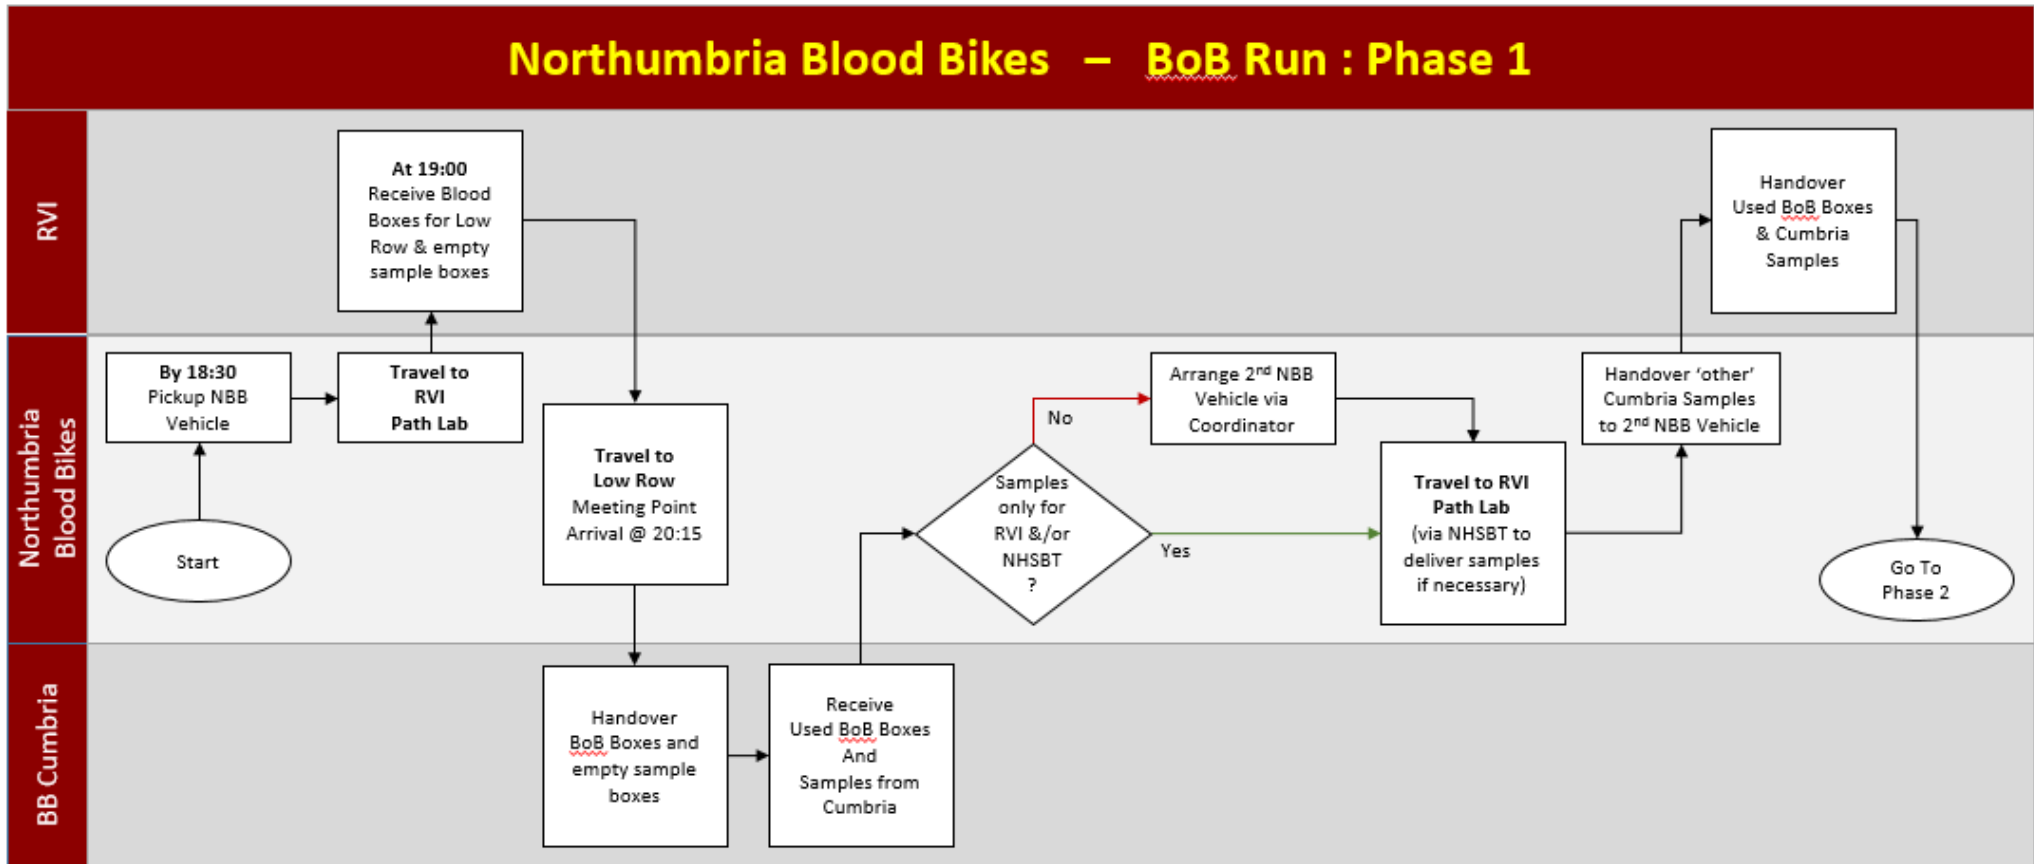 Northumbria Blood Bikes – BoB Run : Phase 1
RVI
At 19:00
Receive Blood
Boxes for Low
Row & empty
sample boxes
Handover
Used BoB Boxes
& Cumbria
Samples
Northumbria
Blood Bikes
By 18:30
Pickup NBB
Vehicle
Travel to
RVI
Path Lab
Start
Travel to
Low Row
Meeting Point
Arrival @ 20:15
Samples
only for
RVI &/or
NHSBT
?
No
Yes
Arrange 2nd NBB
Vehicle via
Coordinator
Travel to RVI
Path Lab
(via NHSBT to
deliver samples
if necessary)
Handover ‘other’
Cumbria Samples
to 2nd NBB Vehicle
Go To
Phase 2
BB Cumbria
Handover
BoB Boxes and
empty sample
boxes
Receive
Used BoB Boxes
And
Samples from
Cumbria